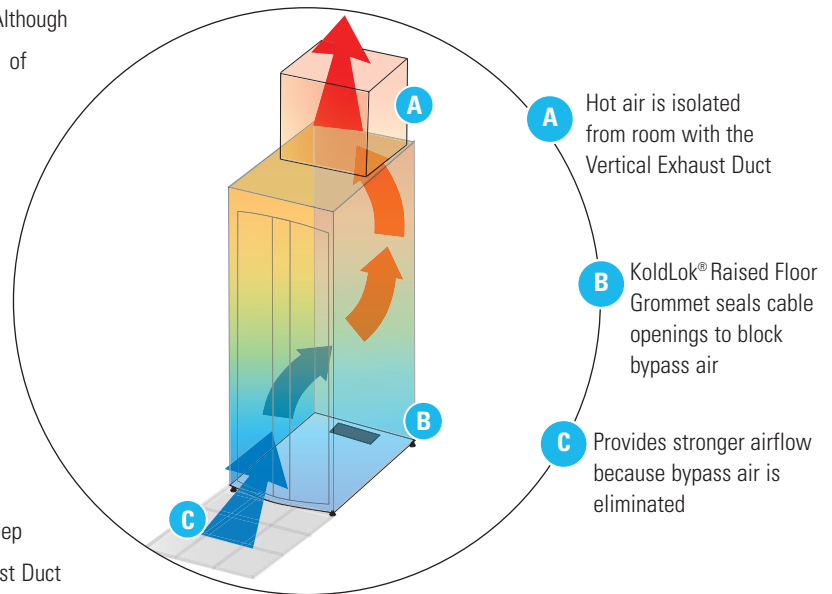 Although
of
A
B
C
eep
st Duct
A
Hot air is isolated
from room with the
Vertical Exhaust Duct
B
KoldLok® Raised Floor
Grommet seals cable
openings to block
bypass air
C
Provides stronger airflow
because bypass air is
eliminated